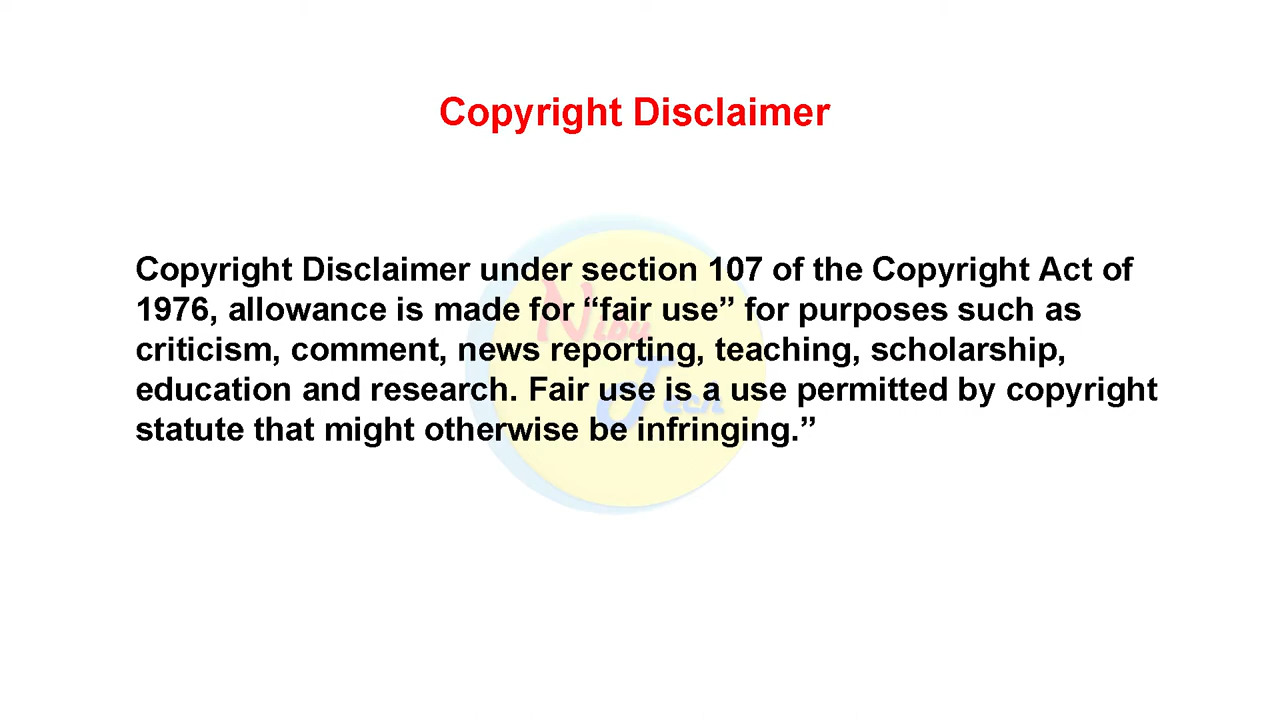 Copyright Disclaimer
Copyright Disclaimer under section 107 of the Copyright Act of
1976, allowance is made for “fair use” for purposes such as
criticism, comment, news reporting, teaching, scholarship,
education and research. Fair use is a use permitted by copyright
statute that might otherwise be infringing.”